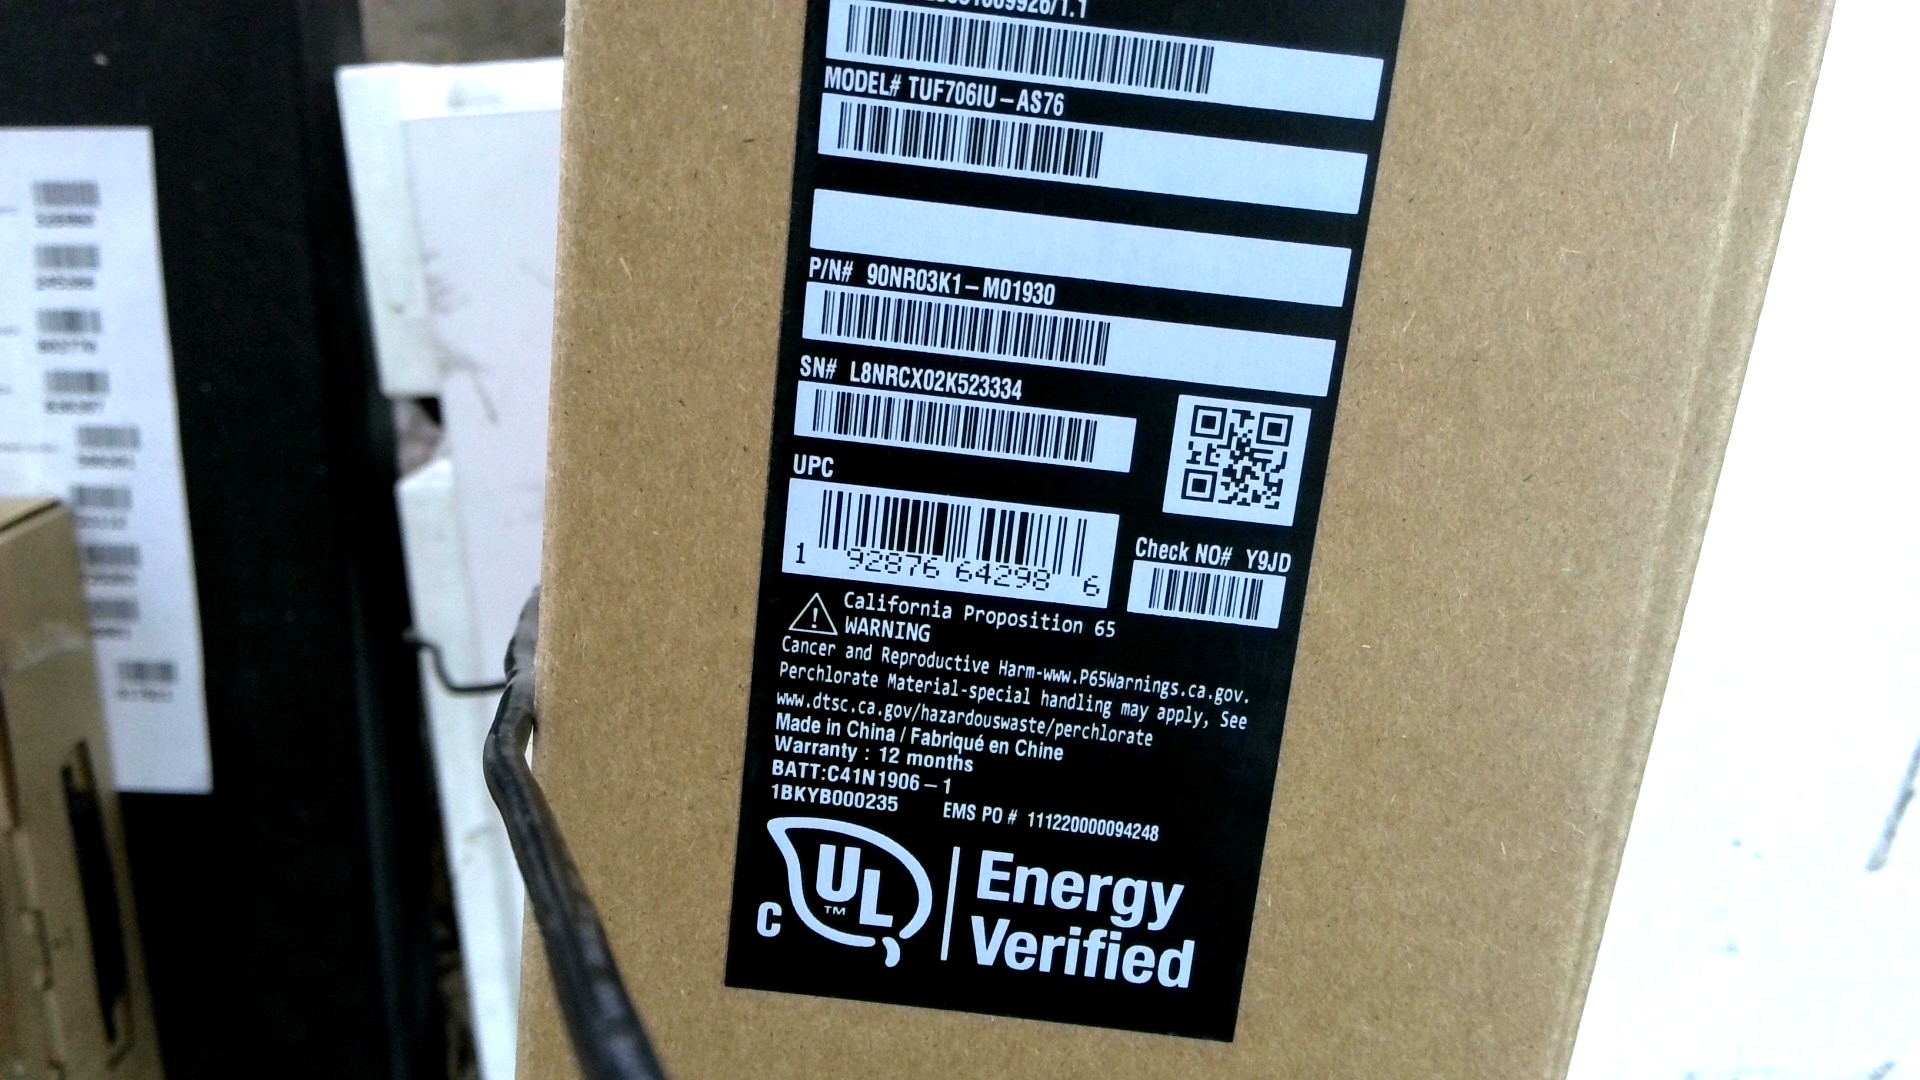 MODEL# TUF706IU-AS76
P/N# 90NR03K1-M01930
SN# L8NRCX02K523334
UPC
1 92876 64298 6
Check NO# Y9JD
California Proposition 65
WARNING
Cancer and Reproductive Harm-www.P65Warnings.ca.gov.
Perchlorate Material-special handling may apply, See
www.dtsc.ca.gov/hazardouswaste/perchlorate
Made in China / Fabriqué en Chine
Warranty : 12 months
BATT:C41N1906-1
1BKYB000235 EMS PO # 111220000094248
C UL TM Energy
Verified